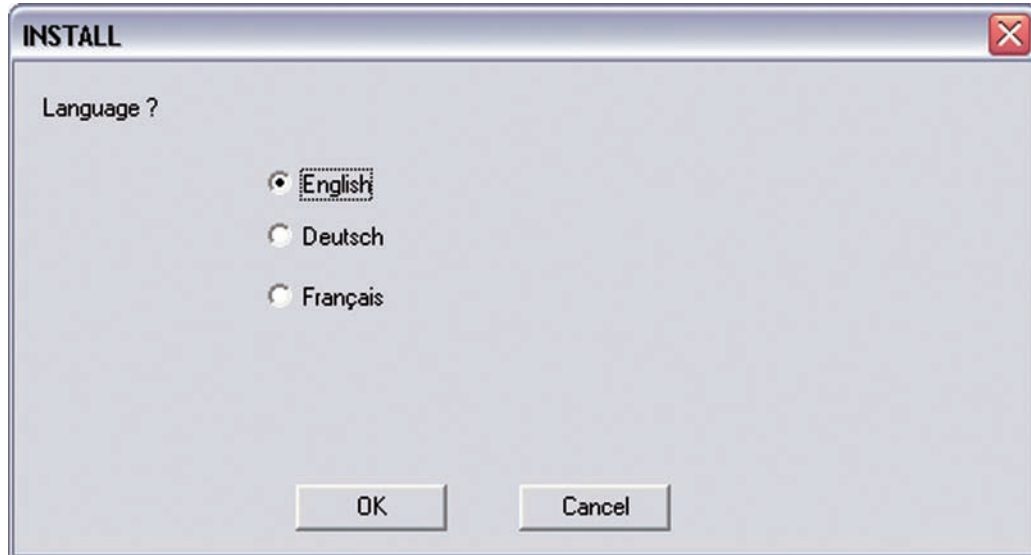 INSTALL
Language ?
English
Deutsch
Français
OK Cancel